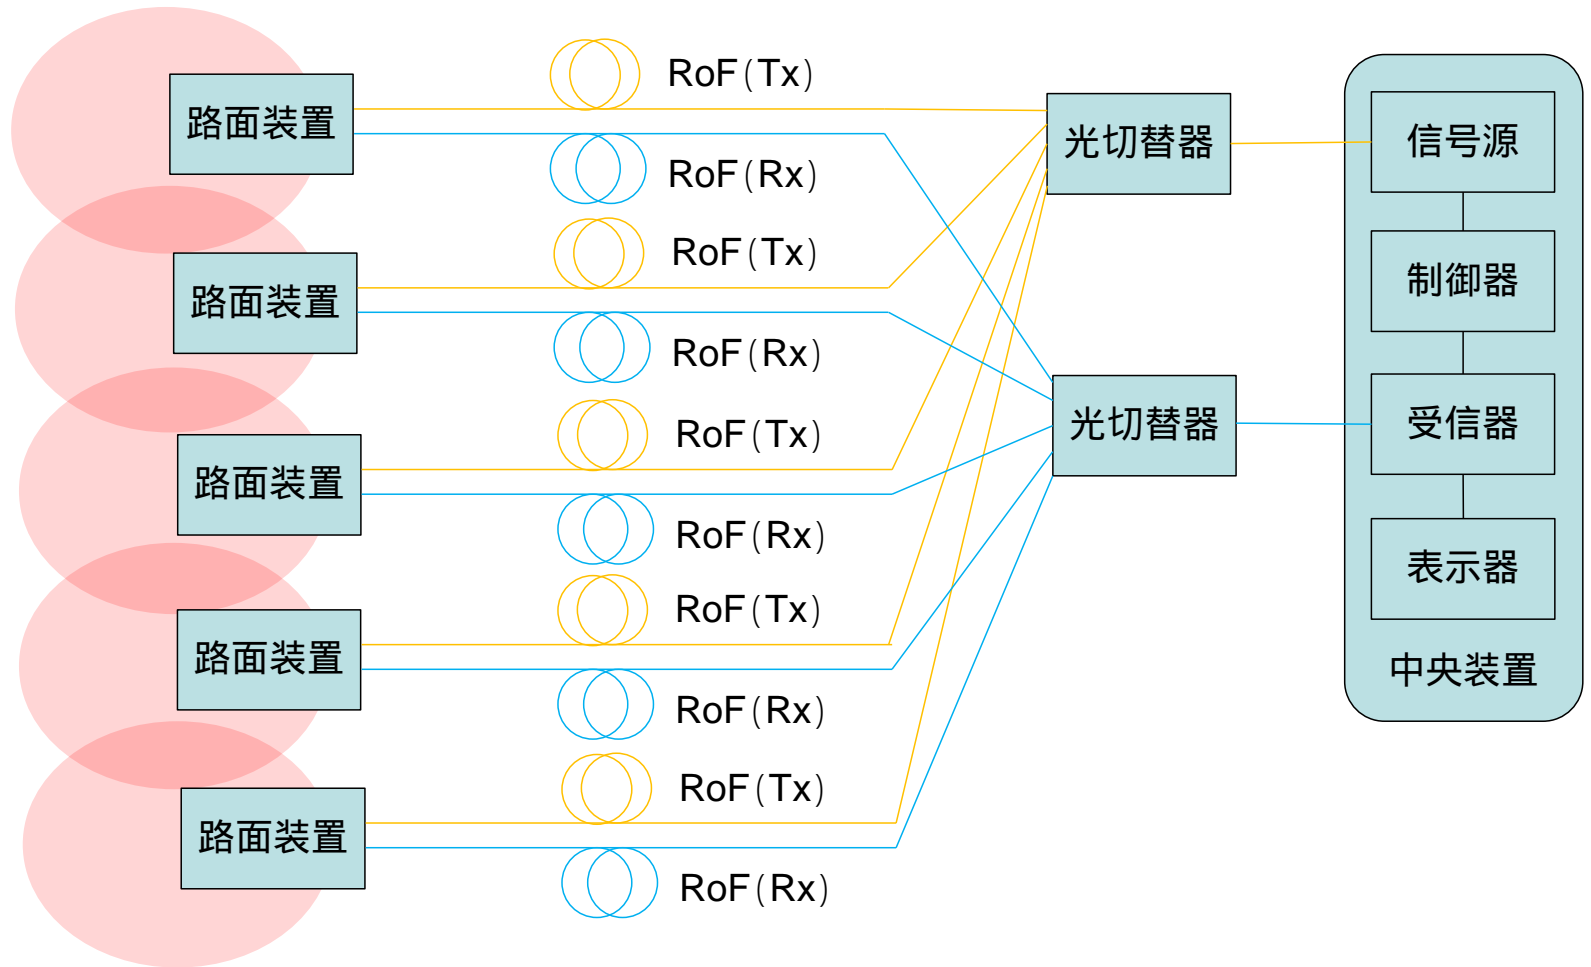 路面装置
RoF(Tx)
RoF(Rx)
路面装置
RoF(Tx)
RoF(Rx)
路面装置
RoF(Tx)
RoF(Rx)
路面装置
RoF(Tx)
RoF(Rx)
路面装置
RoF(Tx)
RoF(Rx)
光切替器
光切替器
信号源
制御器
受信器
表示器
中央装置